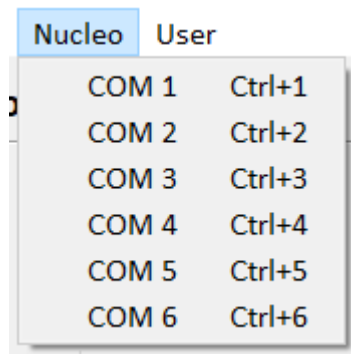 Nucleo User
COM 1 Ctrl+1
COM 2 Ctrl+2
COM 3 Ctrl+3
COM 4 Ctrl+4
COM 5 Ctrl+5
COM 6 Ctrl+6